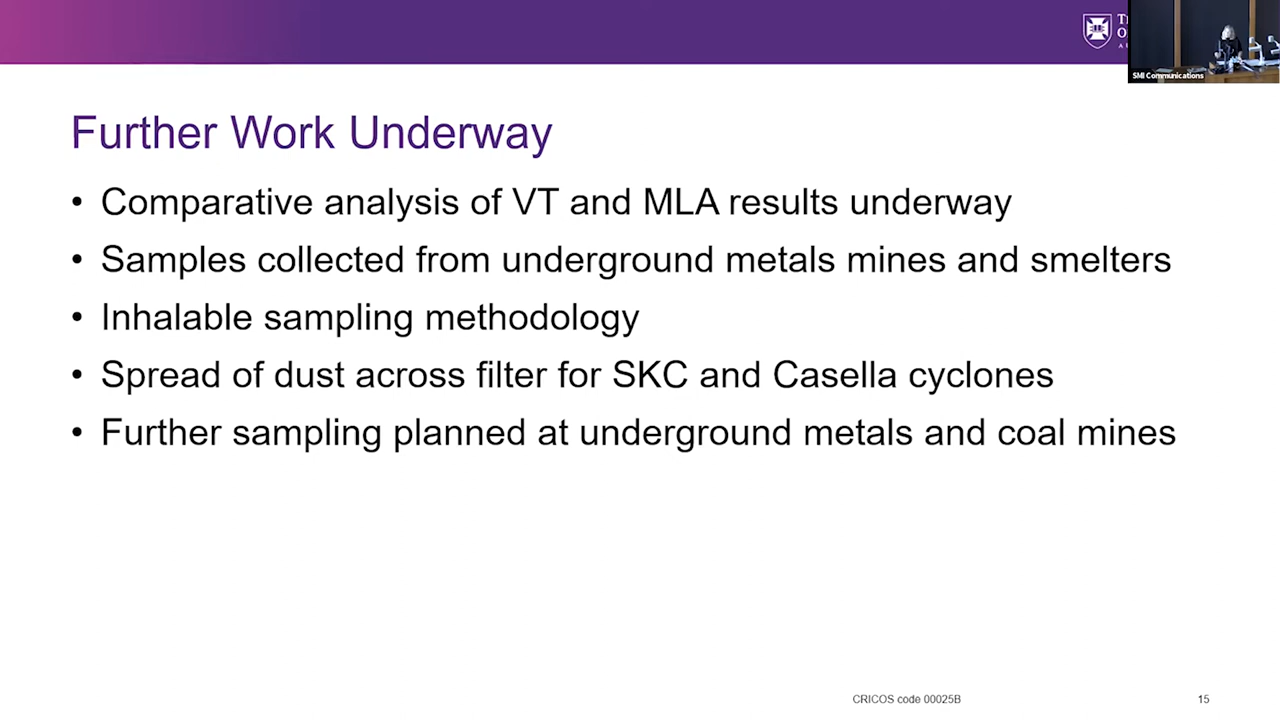 SMI Communications
Further Work Underway
• Comparative analysis of VT and MLA results underway
• Samples collected from underground metals mines and smelters
• Inhalable sampling methodology
• Spread of dust across filter for SKC and Casella cyclones
• Further sampling planned at underground metals and coal mines
CRICOS code 00025B
15